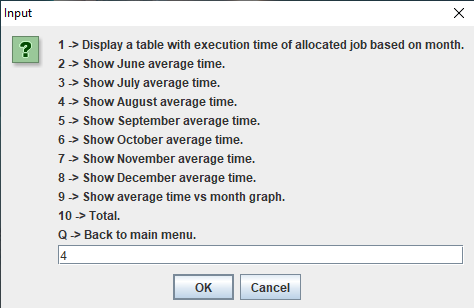 Input
1 -> Display a table with execution time of allocated job based on month.
2 -> Show June average time.
3 -> Show July average time.
4 -> Show August average time.
5 -> Show September average time.
6 -> Show October average time.
7 -> Show November average time.
8 -> Show December average time.
9 -> Show average time vs month graph.
10 -> Total.
Q -> Back to main menu.
4
OK Cancel